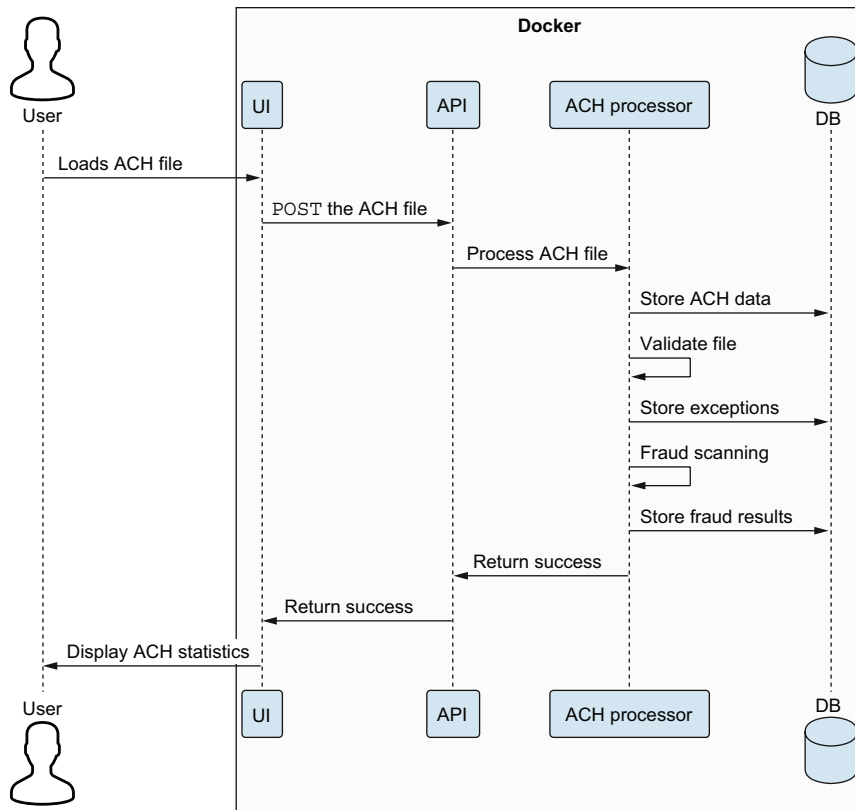 Docker
User
UI
API
ACH processor
DB
Loads ACH file
POST the ACH file
Process ACH file
Store ACH data
Validate file
Store exceptions
Fraud scanning
Store fraud results
Return success
Return success
Display ACH statistics
User
UI
API
ACH processor
DB